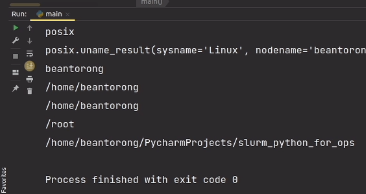 main()
Run:
main
posix
posix.uname_result(sysname='Linux', nodename='beantoron
beantorong
/home/beantorong
/home/beantorong
/root
/home/beantorong/PycharmProjects/slurm_python_for_ops
Process finished with exit code 0
Favorites